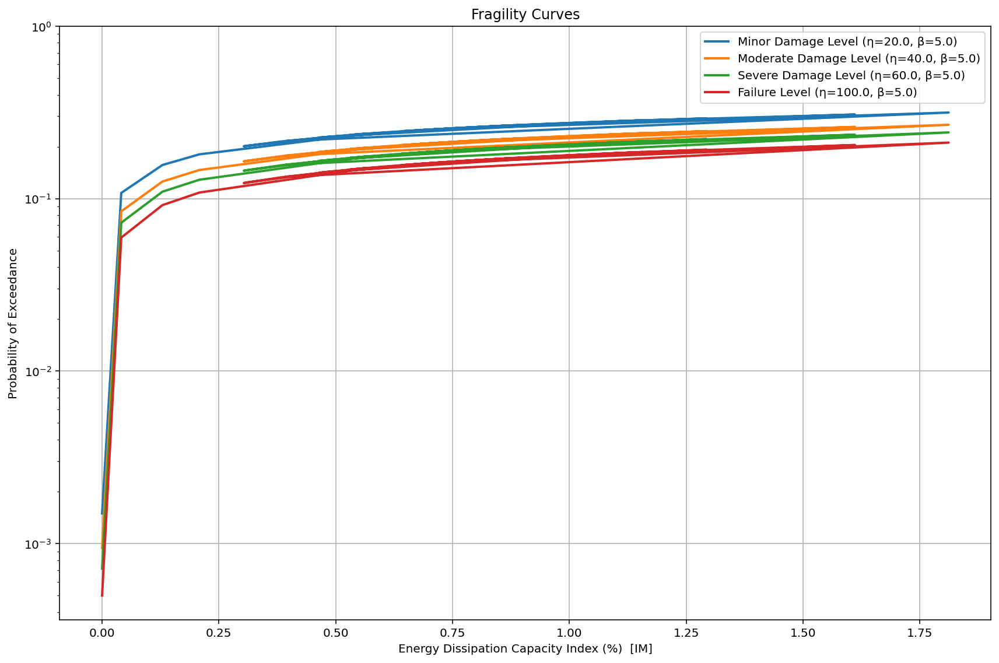 Fragility Curves
Minor Damage Level (η=20.0, β=5.0)
Moderate Damage Level (η=40.0, β=5.0)
Severe Damage Level (η=60.0, β=5.0)
Failure Level (η=100.0, β=5.0)
Probability of Exceedance
10⁰
10⁻¹
10⁻²
10⁻³
0.00 0.25 0.50 0.75 1.00 1.25 1.50 1.75
Energy Dissipation Capacity Index (%)  [IM]